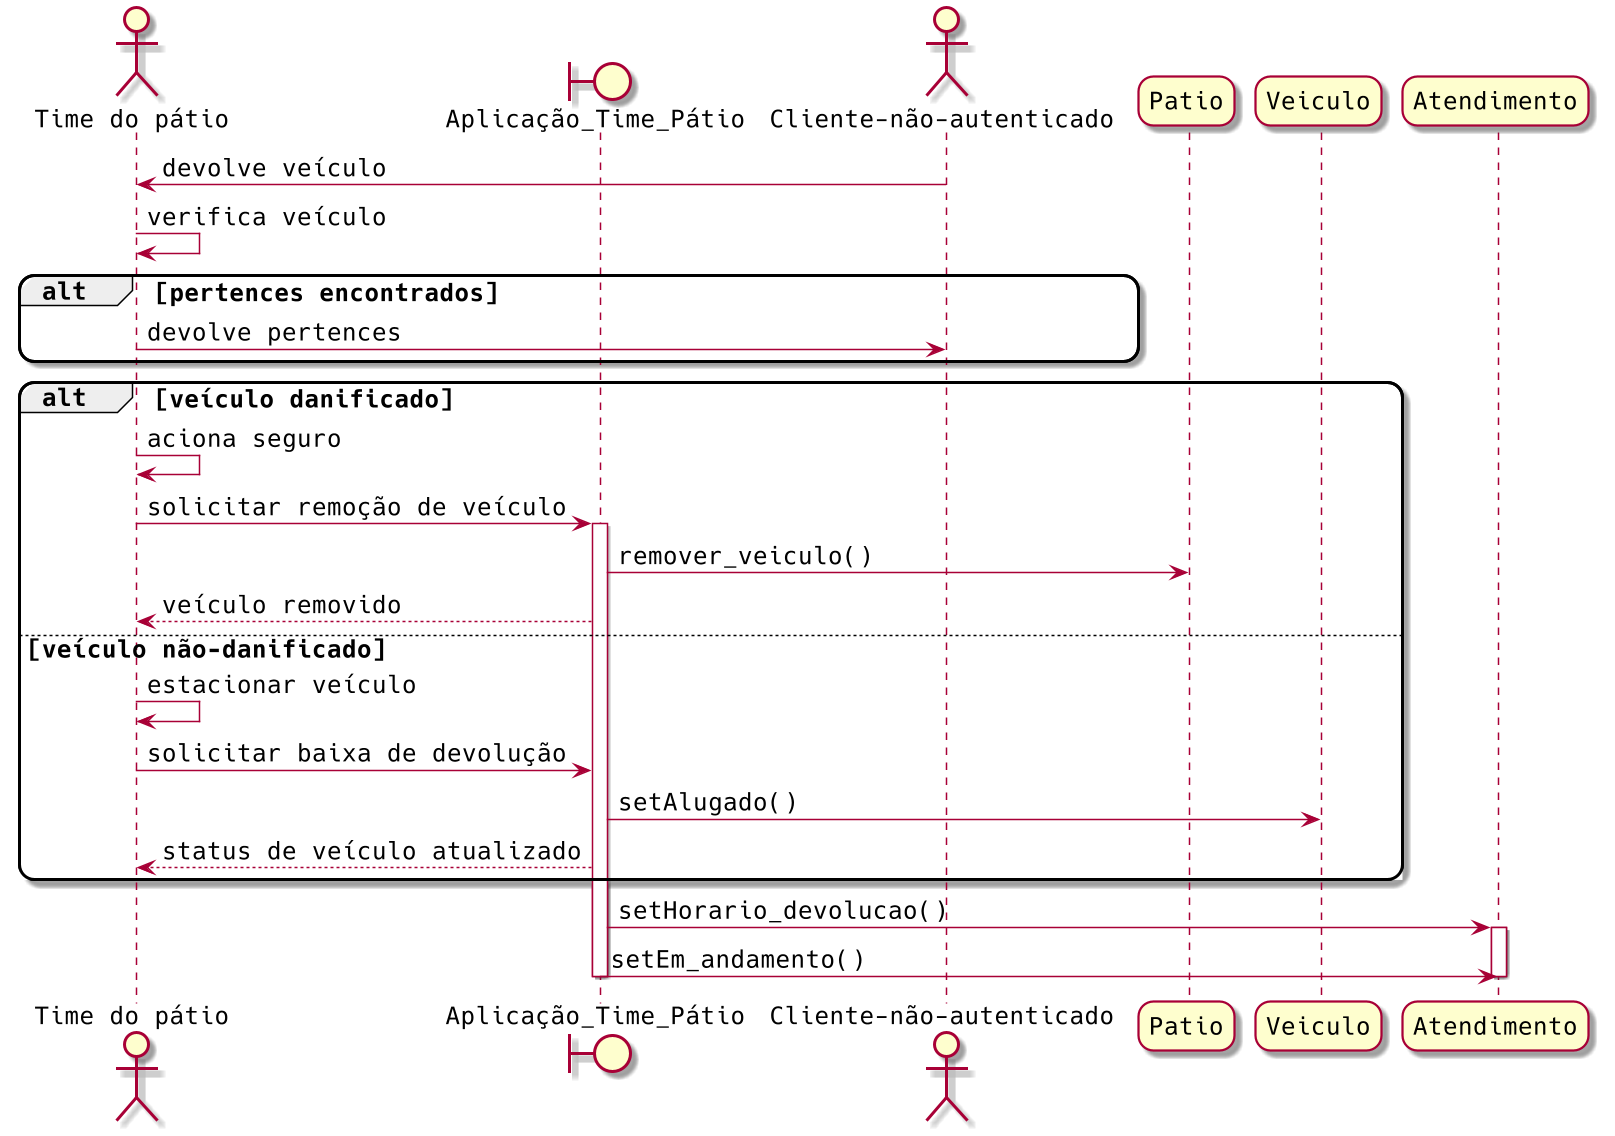 Time do pátio
Aplicação_Time_Pátio
Cliente-não-autenticado
Patio
Veiculo
Atendimento
devolve veículo
verifica veículo
alt [pertences encontrados]
devolve pertences
alt [veículo danificado]
aciona seguro
solicitar remoção de veículo
remover_veiculo()
veículo removido
[veículo não-danificado]
estacionar veículo
solicitar baixa de devolução
setAlugado()
status de veículo atualizado
setHorario_devolucao()
setEm_andamento()
Time do pátio
Aplicação_Time_Pátio
Cliente-não-autenticado
Patio
Veiculo
Atendimento